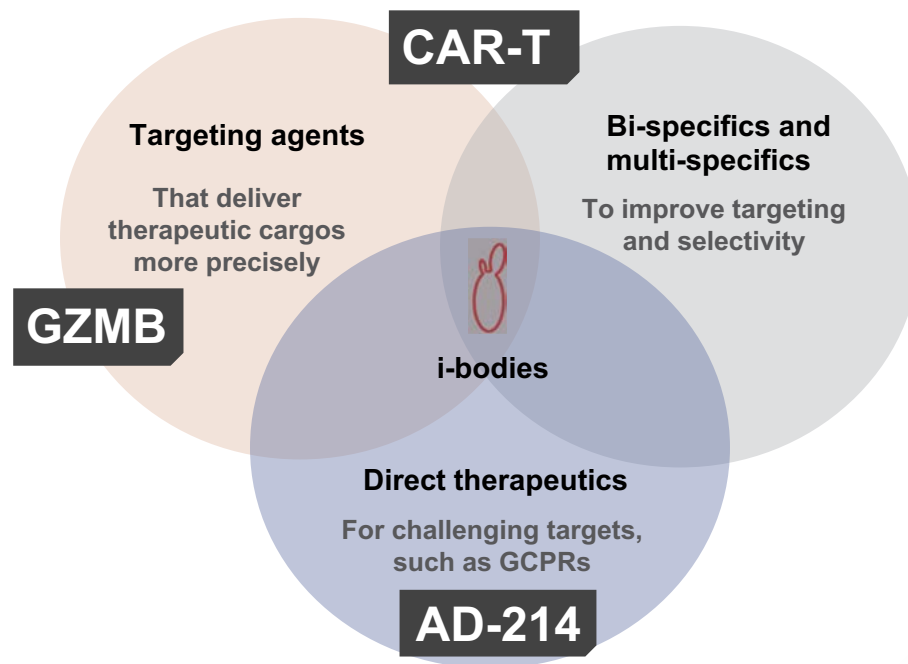 CAR-T
Targeting agents
That deliver
therapeutic cargos
more precisely
Bi-specifics and
multi-specifics
To improve targeting
and selectivity
GZMB
i-bodies
Direct therapeutics
For challenging targets,
such as GCPRs
AD-214